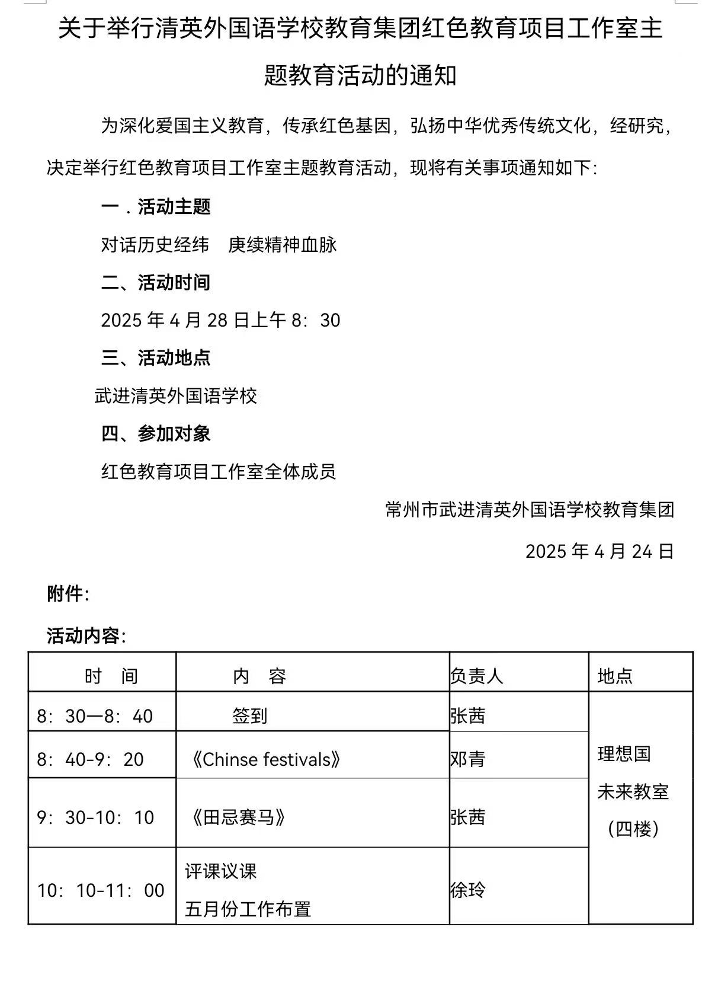 关于举行清英外国语学校教育集团红色教育项目工作室主
题教育活动的通知
为深化爱国主义教育，传承红色基因，弘扬中华优秀传统文化，经研究，
决定举行红色教育项目工作室主题教育活动，现将有关事项通知如下：
一．活动主题
对话历史经纬　庚续精神血脉
二、活动时间
2025 年 4 月 28 日上午 8：30
三、活动地点
武进清英外国语学校
四、参加对象
红色教育项目工作室全体成员
常州市武进清英外国语学校教育集团
2025 年 4 月 24 日
附件：
活动内容：
时　间　内　容　负责人　地点
8：30—8：40　签到　张茜
8：40-9：20　《Chinse festivals》　邓青
9：30-10：10　《田忌赛马》　张茜
10：10-11：00　评课议课
五月份工作布置　徐玲
理想国
未来教室
（四楼）